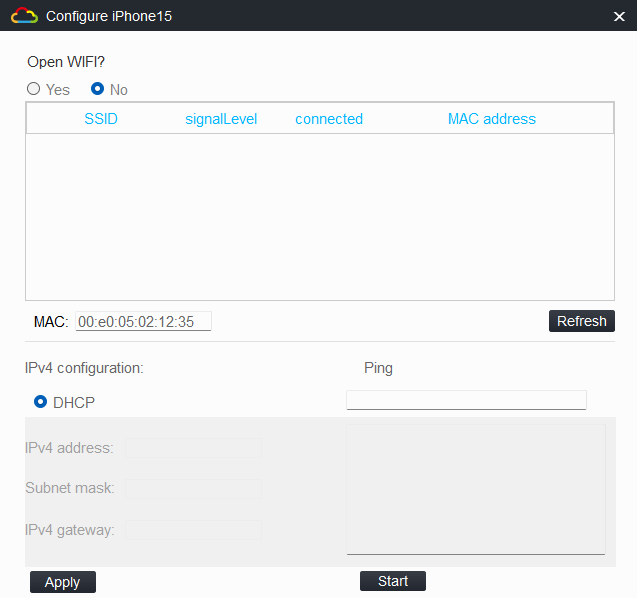 Configure iPhone15
Open WIFI?
Yes No
SSID signalLevel connected MAC address
MAC: 00:e0:05:02:12:35 Refresh
IPv4 configuration: Ping
DHCP
IPv4 address:
Subnet mask:
IPv4 gateway:
Apply Start